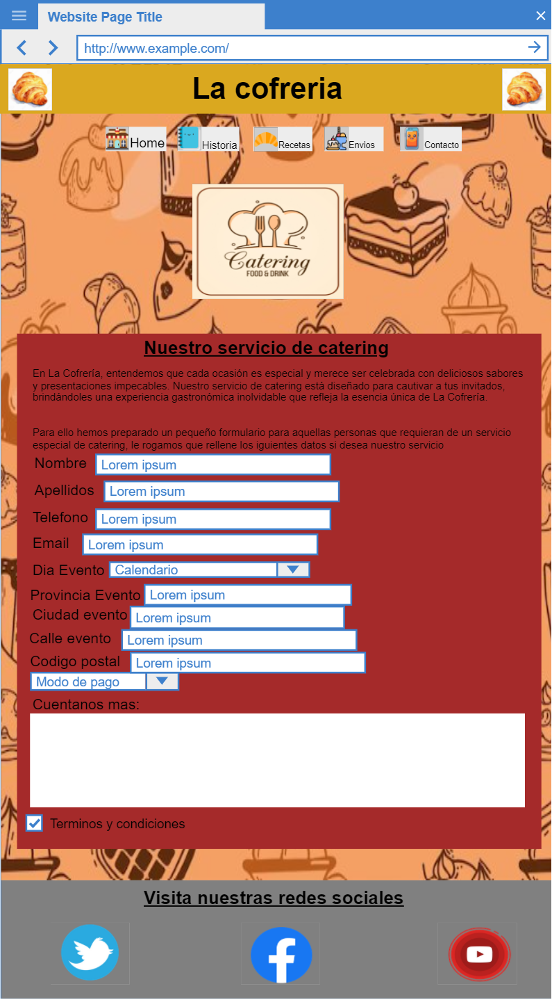 Website Page Title
http://www.example.com/
La cofreria
Home Historia Recetas Envios Contacto
Catering
FOOD & DRINK
Nuestro servicio de catering
En La Cofrería, entendemos que cada ocasión es especial y merece ser celebrada con deliciosos sabores
y presentaciones impecables. Nuestro servicio de catering está diseñado para cautivar a tus invitados,
brindándoles una experiencia gastronómica inolvidable que refleja la esencia única de La Cofrería.
Para ello hemos preparado un pequeño formulario para aquellas personas que requieran de un servicio
especial de catering, le rogamos que rellene los iguientes datos si desea nuestro servicio
Nombre Lorem ipsum
Apellidos Lorem ipsum
Telefono Lorem ipsum
Email Lorem ipsum
Dia Evento Calendario
Provincia Evento Lorem ipsum
Ciudad evento Lorem ipsum
Calle evento Lorem ipsum
Codigo postal Lorem ipsum
Modo de pago
Cuentanos mas:
Terminos y condiciones
Visita nuestras redes sociales